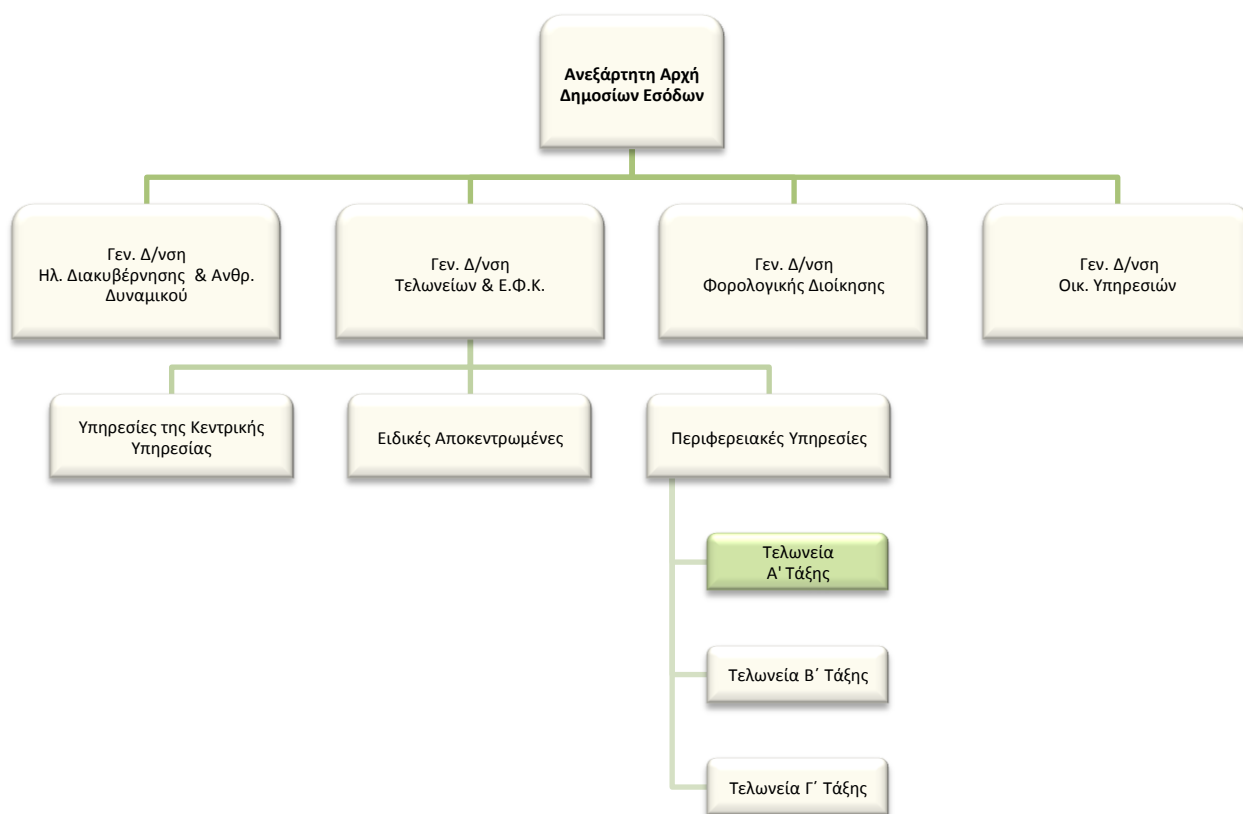 Ανεξάρτητη Αρχή
Δημοσίων Εσόδων
Γεν. Δ/νση
Ηλ. Διακυβέρνησης & Ανθρ.
Δυναμικού
Γεν. Δ/νση
Τελωνείων & Ε.Φ.Κ.
Γεν. Δ/νση
Φορολογικής Διοίκησης
Γεν. Δ/νση
Οικ. Υπηρεσιών
Υπηρεσίες της Κεντρικής
Υπηρεσίας
Ειδικές Αποκεντρωμένες
Περιφερειακές Υπηρεσίες
Τελωνεία
Α' Τάξης
Τελωνεία Β΄ Τάξης
Τελωνεία Γ΄ Τάξης